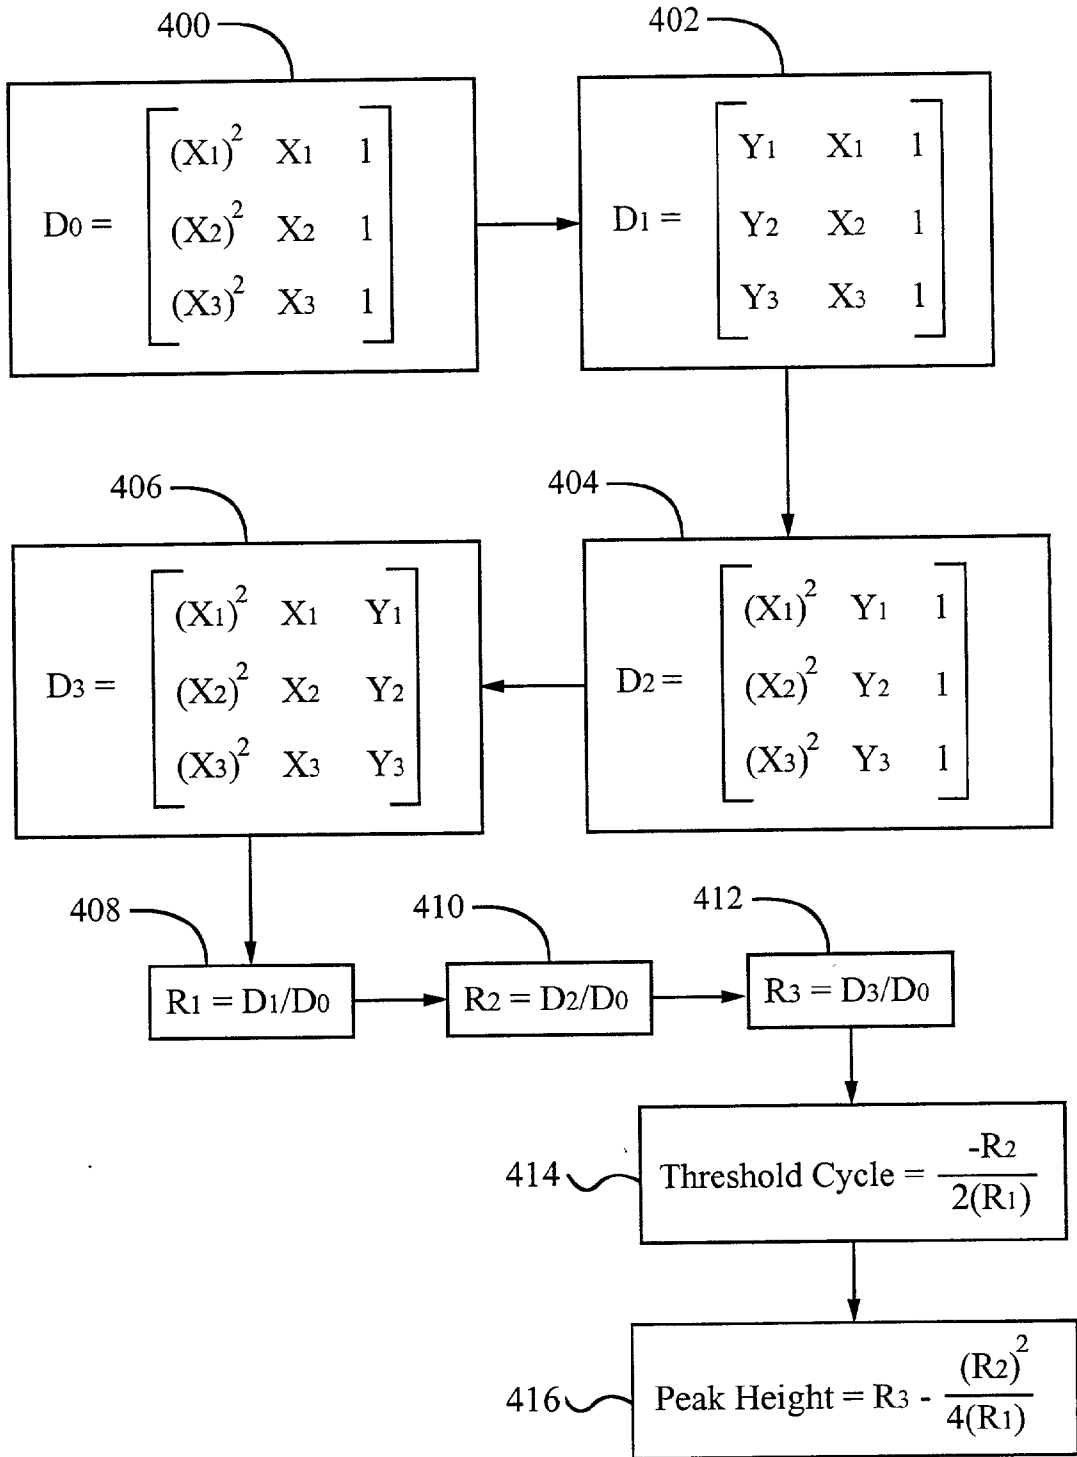 400
D0 =
(X1)² X1 1
(X2)² X2 1
(X3)² X3 1
402
D1 =
Y1 X1 1
Y2 X2 1
Y3 X3 1
406
D3 =
(X1)² X1 Y1
(X2)² X2 Y2
(X3)² X3 Y3
404
D2 =
(X1)² Y1 1
(X2)² Y2 1
(X3)² Y3 1
408
R1 = D1/D0
410
R2 = D2/D0
412
R3 = D3/D0
414
Threshold Cycle = -R2 / 2(R1)
416
Peak Height = R3 - (R2)² / 4(R1)